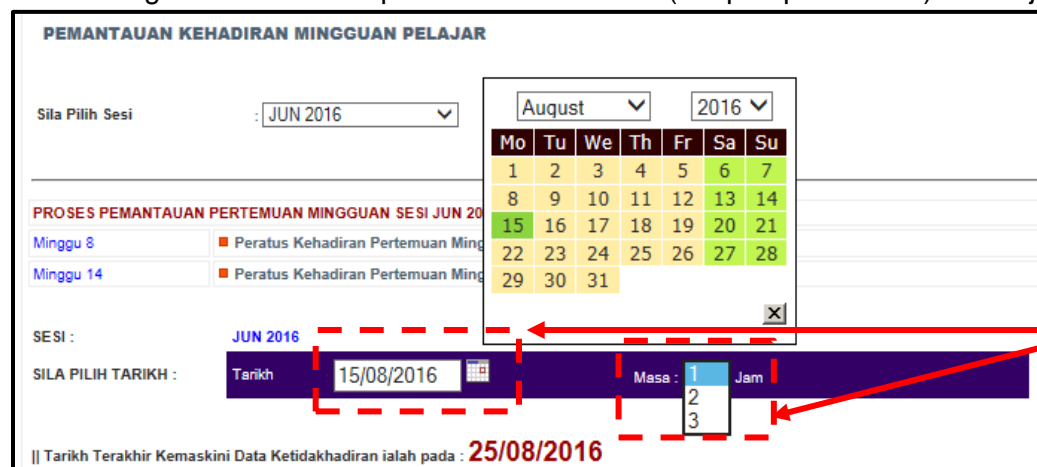 PEMANTAUAN KEHADIRAN MINGGUAN PELAJAR
Sila Pilih Sesi : JUN 2016
August 2016
Mo Tu We Th Fr Sa Su
1 2 3 4 5 6 7
8 9 10 11 12 13 14
15 16 17 18 19 20 21
22 23 24 25 26 27 28
29 30 31
X
PROSES PEMANTAUAN PERTEMUAN MINGGUAN SESI JUN 20
Minggu 8 Peratus Kehadiran Pertemuan Ming
Minggu 14 Peratus Kehadiran Pertemuan Ming
SESI : JUN 2016
SILA PILIH TARIKH : Tarikh 15/08/2016 Masa : 1 Jam
2
3
|| Tarikh Terakhir Kemaskini Data Ketidakhadiran ialah pada : 25/08/2016